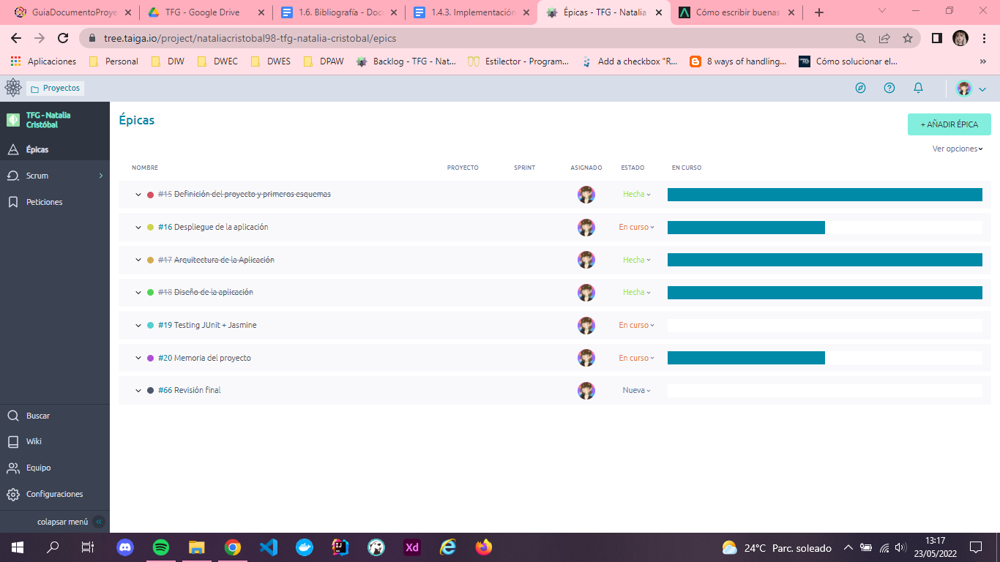 GuiaDocumentoProye
TFG - Google Drive
1.6. Bibliografía - Docu
1.4.3. Implementación
Épicas - TFG - Natalia
Cómo escribir buenas
tree.taiga.io/project/nataliacristobal98-tfg-natalia-cristobal/epics
Aplicaciones
Personal
DIW
DWEC
DWES
DPAW
Backlog - TFG - Nat...
Estilector - Program...
Add a checkbox "R...
8 ways of handling...
Cómo solucionar el...
»
Proyectos
TFG - Natalia
Cristóbal
Épicas
Scrum
Peticiones
Buscar
Wiki
Equipo
Configuraciones
colapsar menú
Épicas
+ AÑADIR ÉPICA
Ver opciones
NOMBRE PROYECTO SPRINT ASIGNADO ESTADO EN CURSO
#15 Definición del proyecto y primeros esquemas Hecha
#16 Despliegue de la aplicación En curso
#17 Arquitectura de la Aplicación Hecha
#18 Diseño de la aplicación Hecha
#19 Testing JUnit + Jasmine En curso
#20 Memoria del proyecto En curso
#66 Revisión final Nueva
Xd
24°C Parc. soleado
13:17
23/05/2022